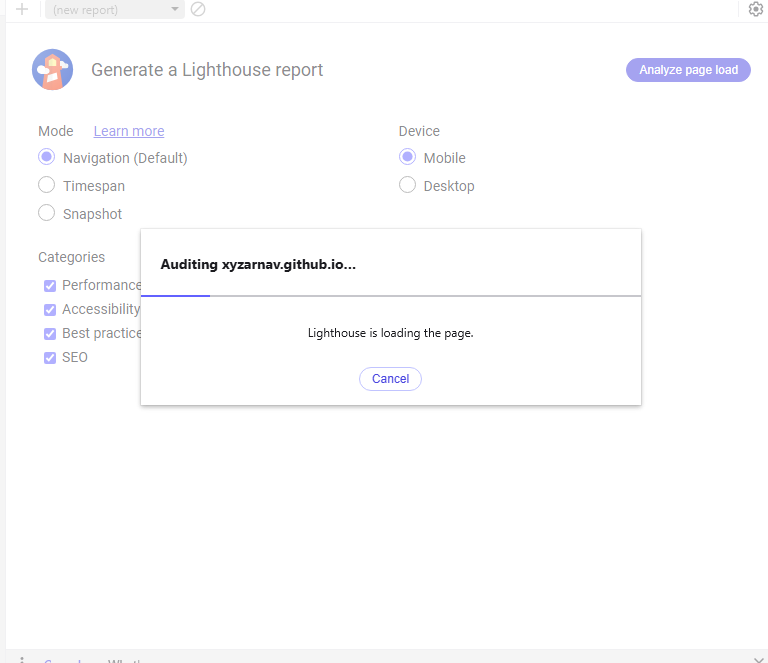 (new report)
Generate a Lighthouse report
Analyze page load
Mode Learn more
Device
Navigation (Default)
Mobile
Timespan
Desktop
Snapshot
Categories
Auditing xyzarnav.github.io...
Performance
Accessibility
Best practice
Lighthouse is loading the page.
SEO
Cancel